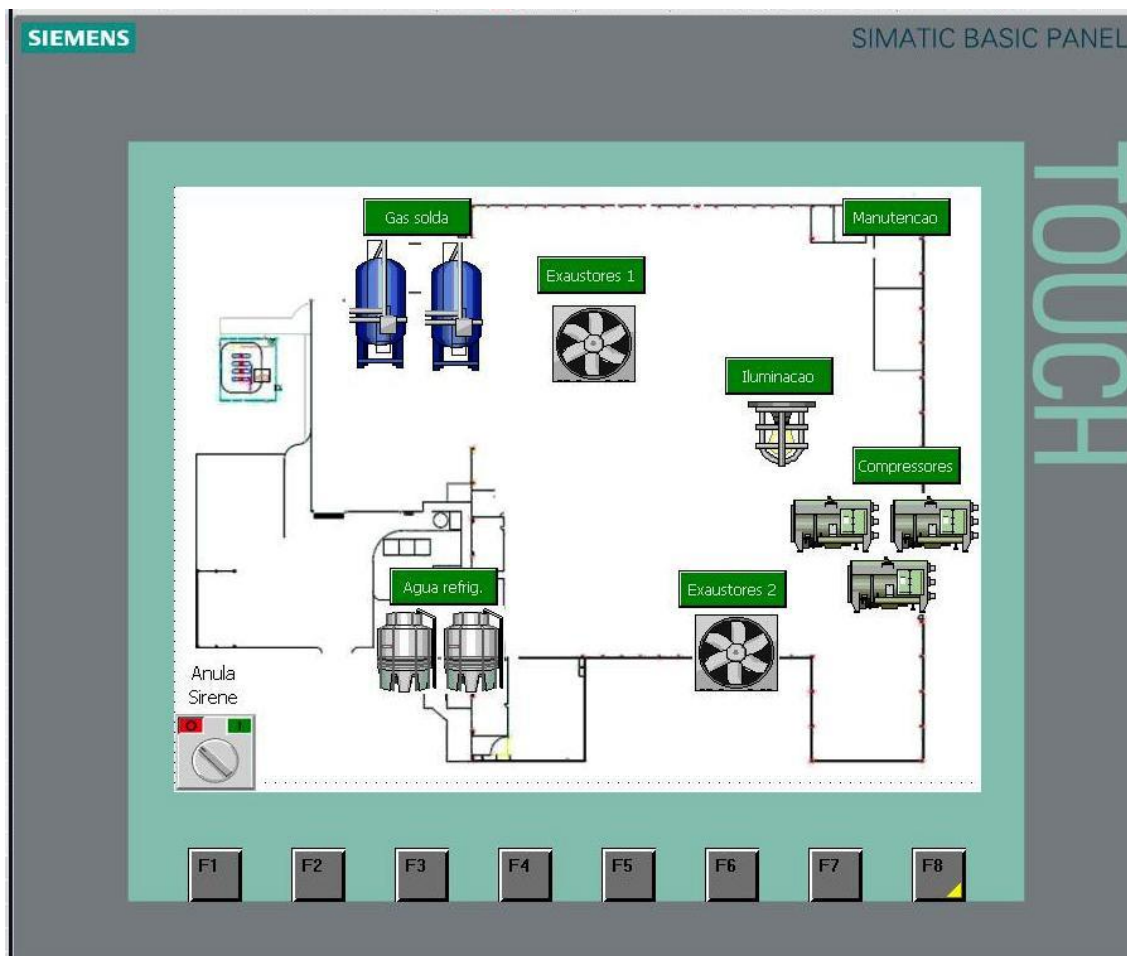 SIEMENS
SIMATIC BASIC PANEL
TOUCH
Gas solda
Manutencao
Exaustores 1
Iluminacao
Compressores
Agua refrig.
Exaustores 2
Anula
Sirene
O I
F1 F2 F3 F4 F5 F6 F7 F8